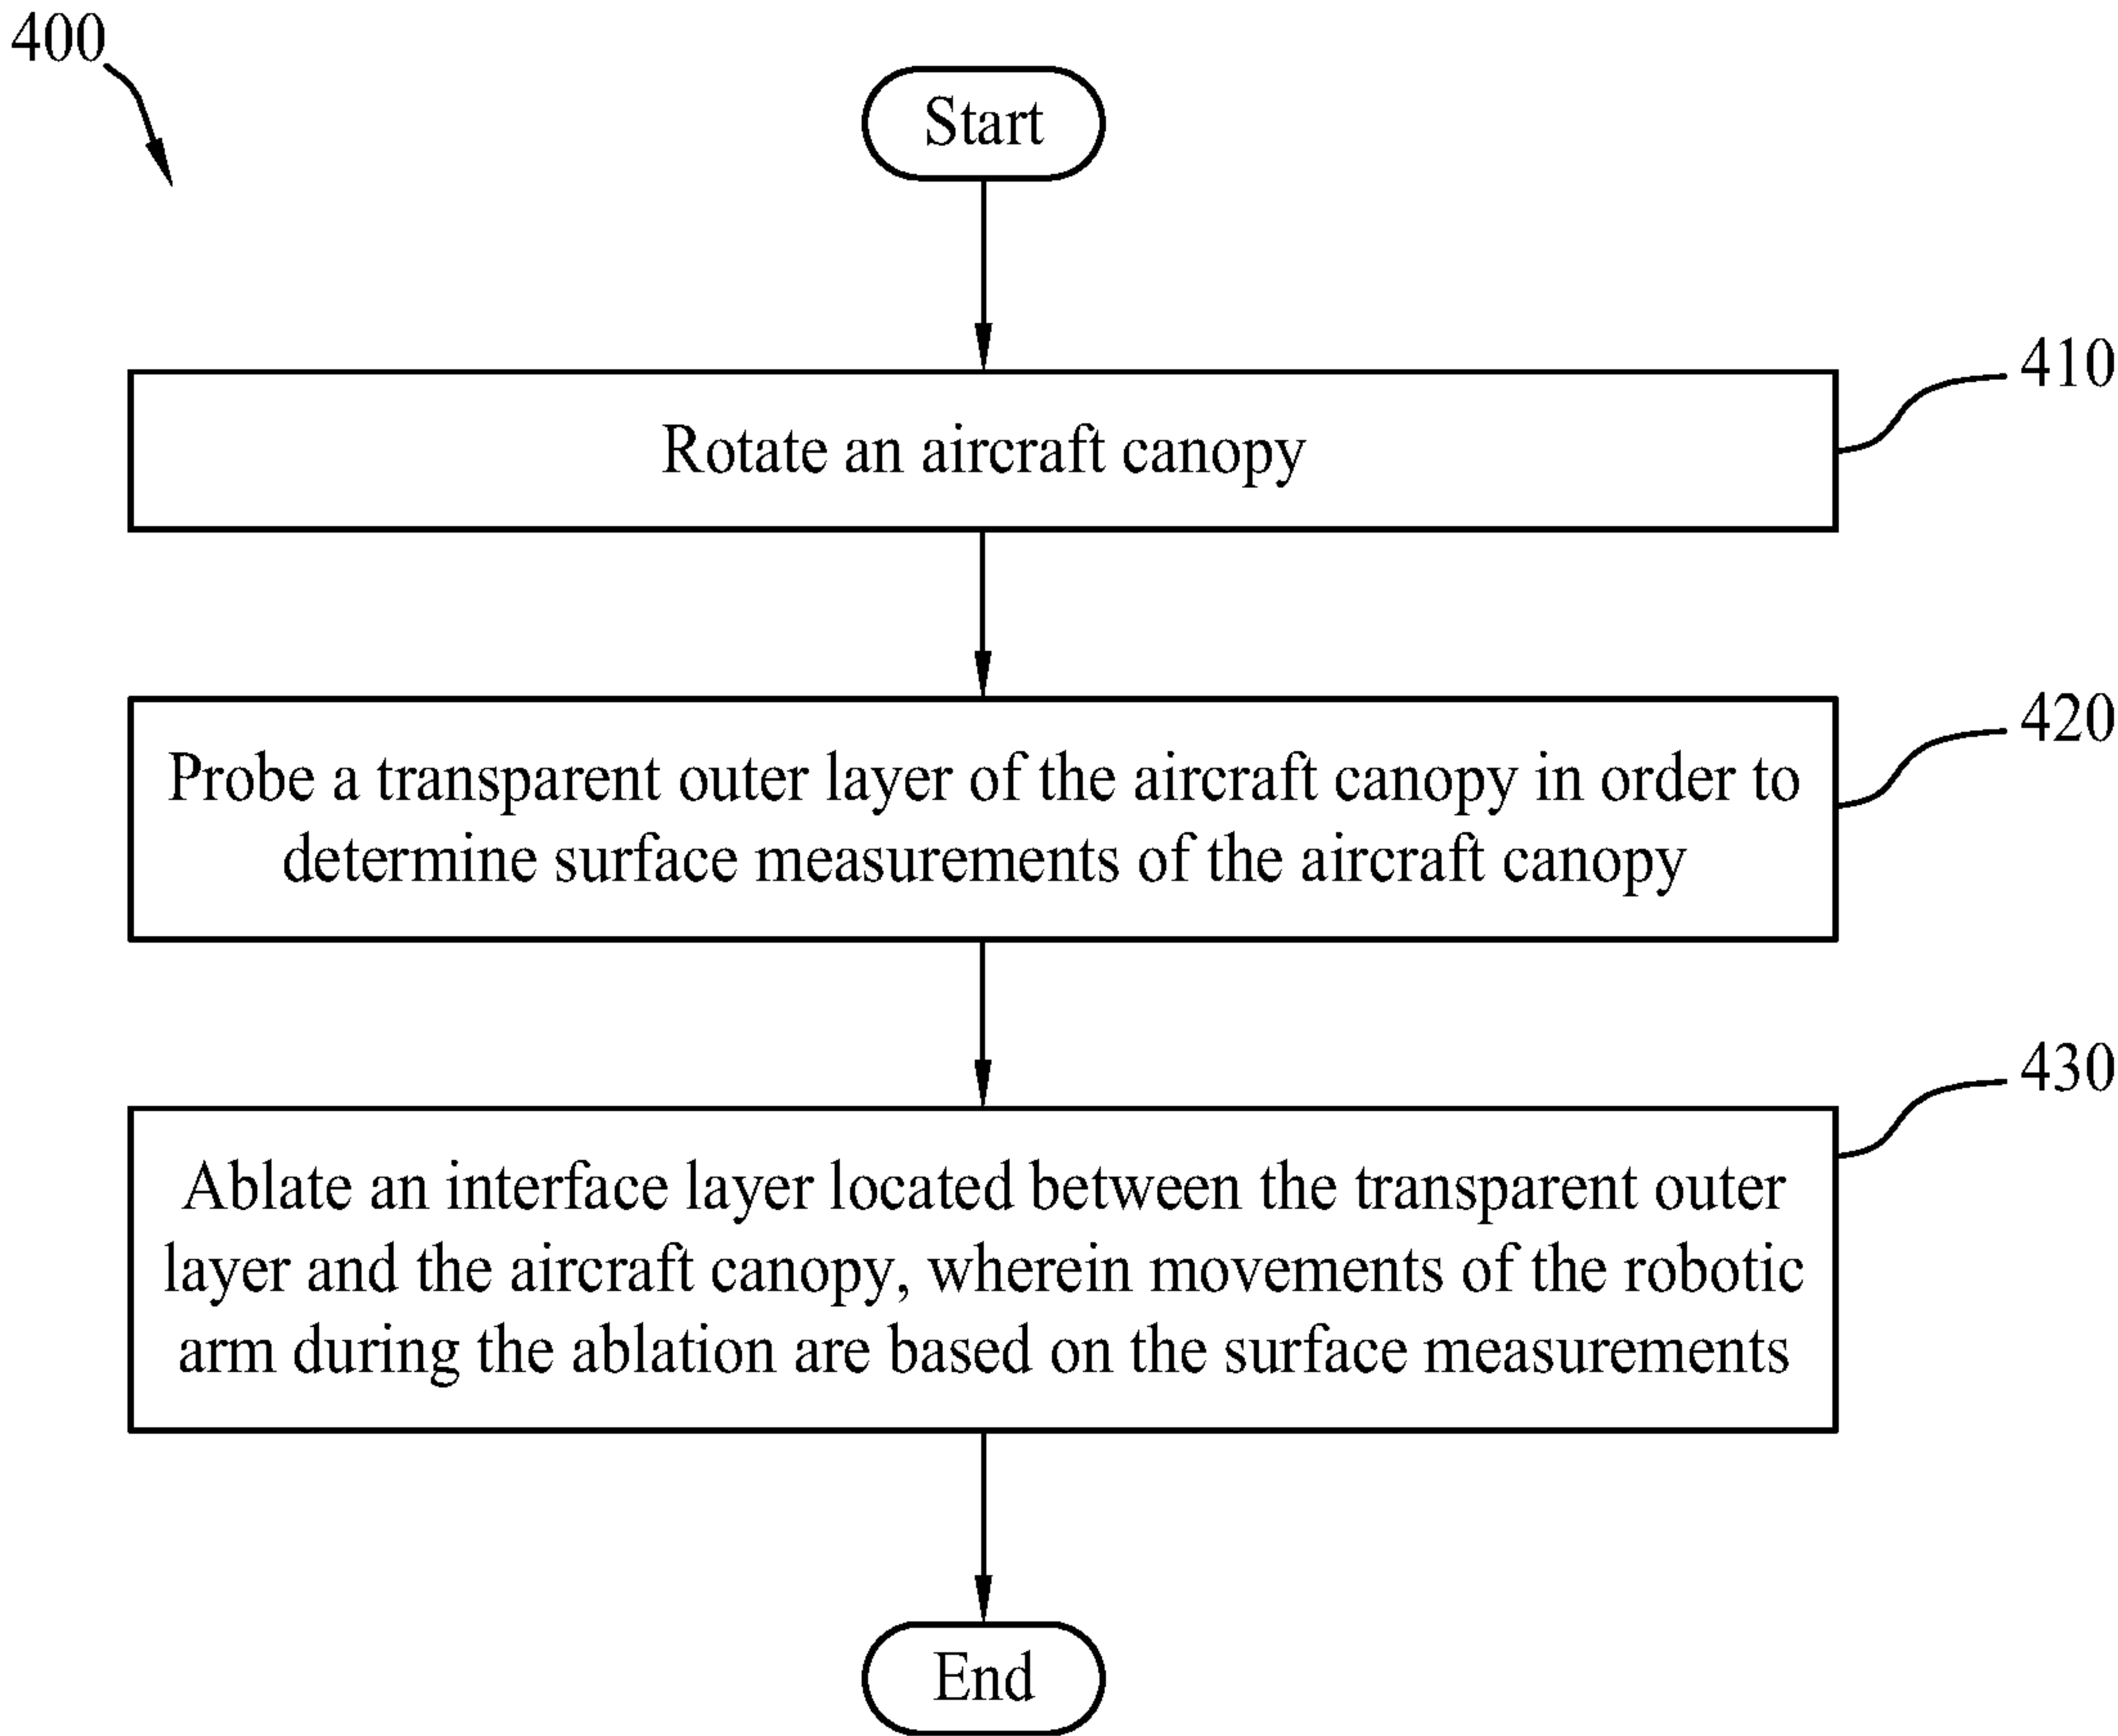 400
Start
410
Rotate an aircraft canopy
420
Probe a transparent outer layer of the aircraft canopy in order to
determine surface measurements of the aircraft canopy
430
Ablate an interface layer located between the transparent outer
layer and the aircraft canopy, wherein movements of the robotic
arm during the ablation are based on the surface measurements
End